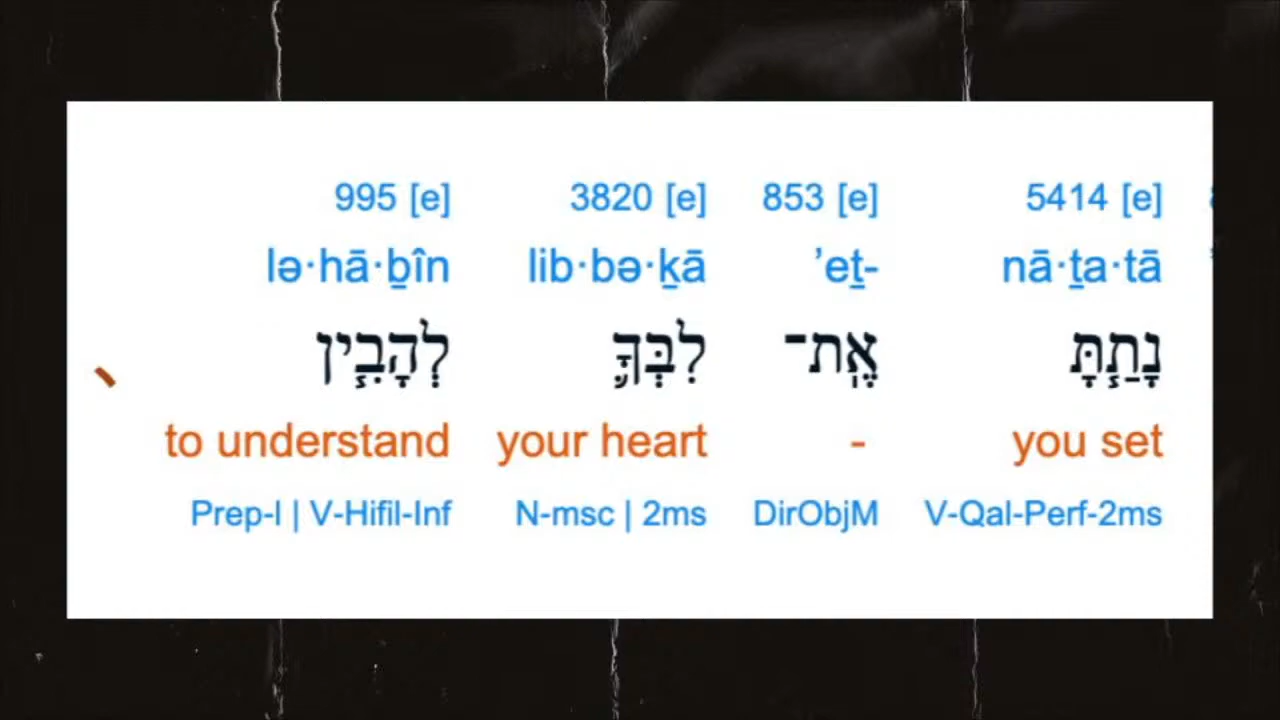 995 [e] 3820 [e] 853 [e] 5414 [e]
lə·hā·ḇîn lib·bə·ḵā ’eṯ- nā·ṯa·tā
נָתַ֧תָּ אֶֽת־ לִבְּךָ֛ לְהָבִ֧ין
to understand your heart - you set
Prep-l | V-Hifil-Inf N-msc | 2ms DirObjM V-Qal-Perf-2ms